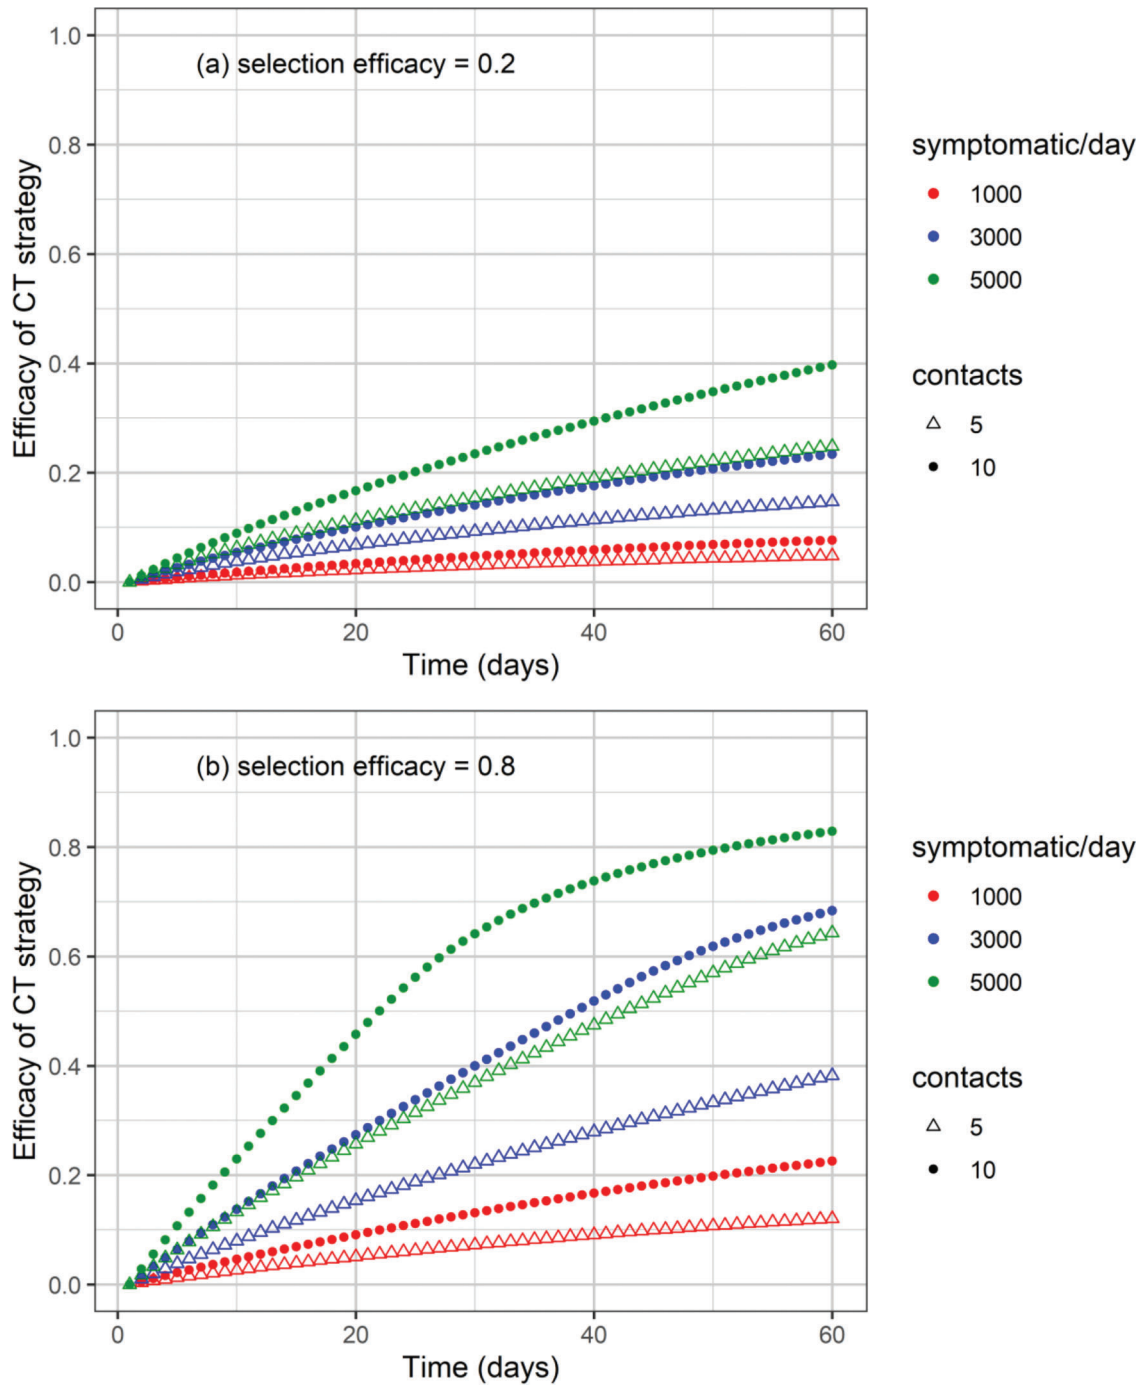 1.0
(a) selection efficacy = 0.2
0.8
0.6
0.4
0.2
0.0
Efficacy of CT strategy
0 20 40 60
Time (days)
symptomatic/day
1000
3000
5000
contacts
5
10
1.0
(b) selection efficacy = 0.8
0.8
0.6
0.4
0.2
0.0
Efficacy of CT strategy
0 20 40 60
Time (days)
symptomatic/day
1000
3000
5000
contacts
5
10